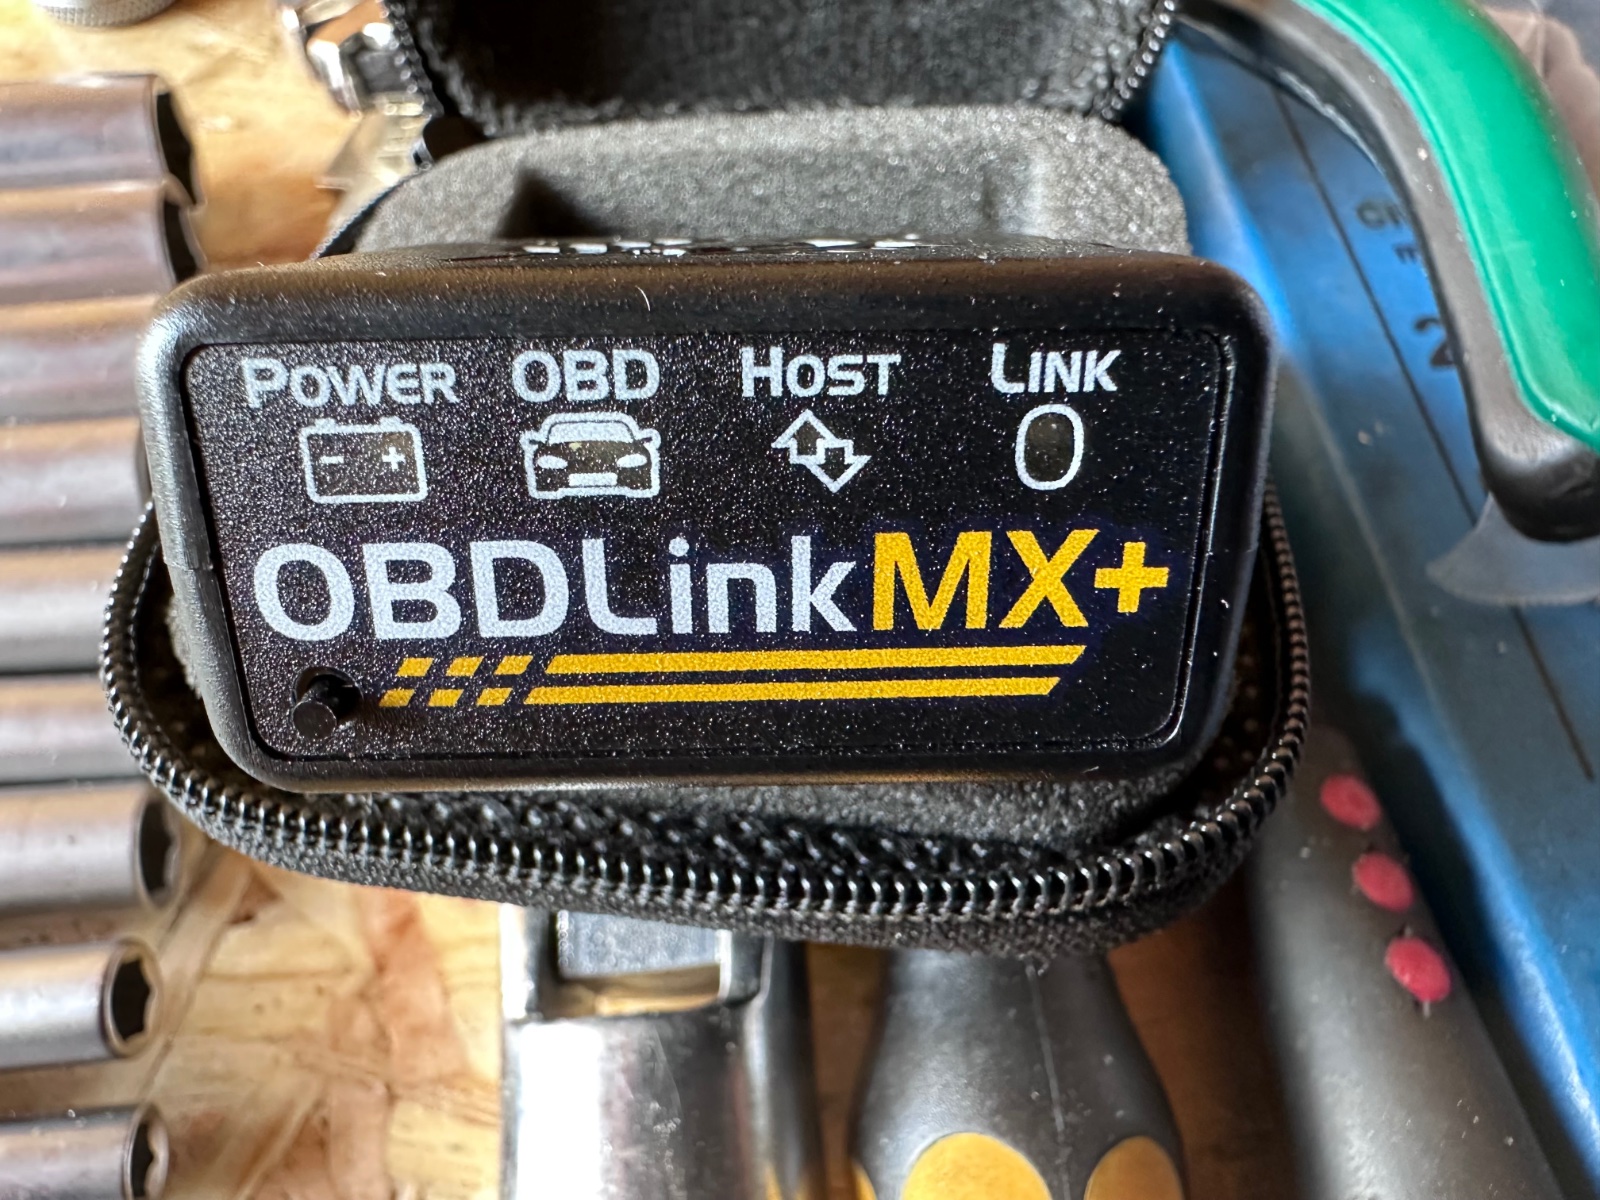 POWER OBD HOST LINK
- +
OBDLinkMX+